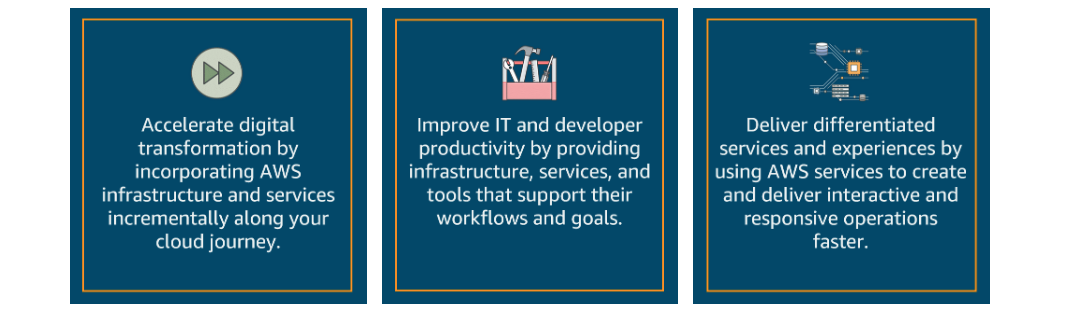 Accelerate digital
transformation by
incorporating AWS
infrastructure and services
incrementally along your
cloud journey.
Improve IT and developer
productivity by providing
infrastructure, services, and
tools that support their
workflows and goals.
Deliver differentiated
services and experiences by
using AWS services to create
and deliver interactive and
responsive operations
faster.